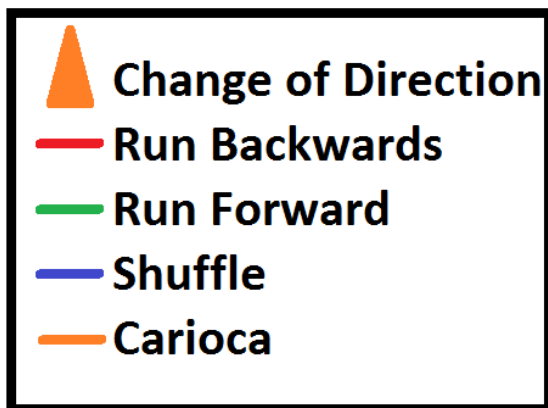 Change of Direction
Run Backwards
Run Forward
Shuffle
Carioca